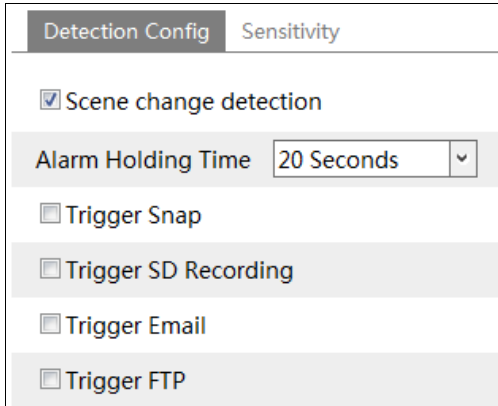 Detection Config Sensitivity
Scene change detection
Alarm Holding Time 20 Seconds
Trigger Snap
Trigger SD Recording
Trigger Email
Trigger FTP